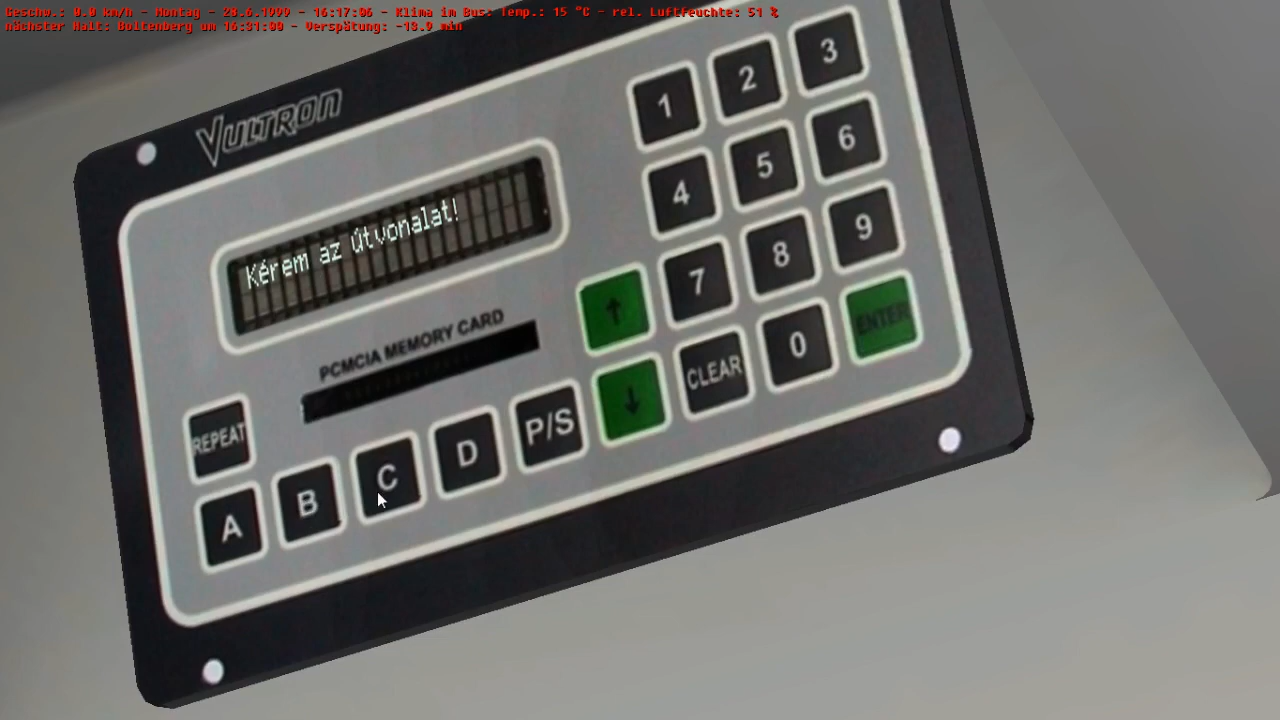 Geschw.: 0.0 km/h - Montag - 28.6.1999 - 16:17:06 - Klima im Bus: Temp.: 15 °C - rel. Luftfeuchte: 51 %
nächster Halt: Bultenberg um 16:31:00 - Verspätung: -13.9 min
VULTRON
Kérem az útvonalat!
PCMCIA MEMORY CARD
1 2 3
4 5 6
7 8 9
CLEAR 0 ENTER
REPEAT
A B C D P/S